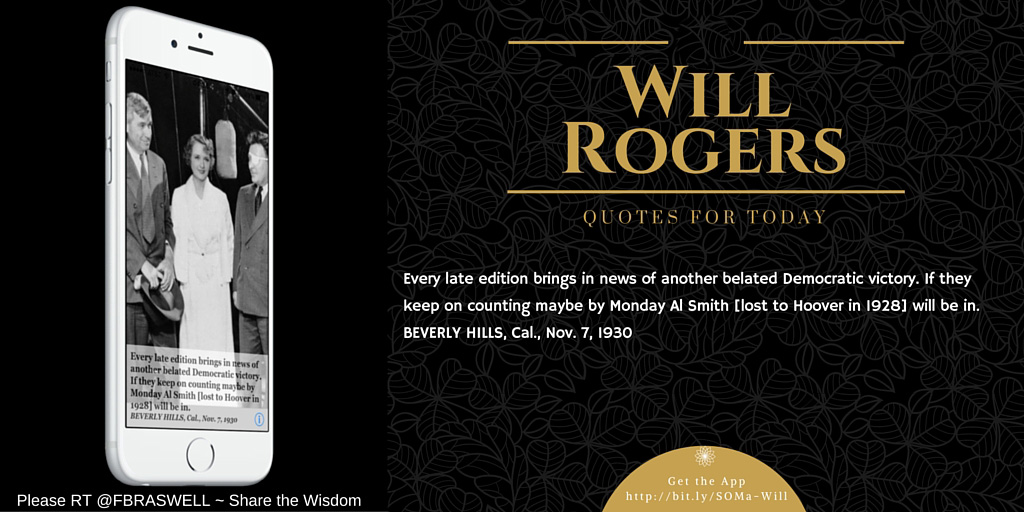 Every late edition brings in news of
another belated Democratic victory.
If they keep on counting maybe by
Monday Al Smith [lost to Hoover in
1928] will be in.
BEVERLY HILLS, Cal., Nov. 7, 1930
Please RT @FBRASWELL ~ Share the Wisdom
WILL
ROGERS
QUOTES FOR TODAY
Every late edition brings in news of another belated Democratic victory. If they
keep on counting maybe by Monday Al Smith [lost to Hoover in 1928] will be in.
BEVERLY HILLS, Cal., Nov. 7, 1930
Get the App
http://bit.ly/SOMa-Will